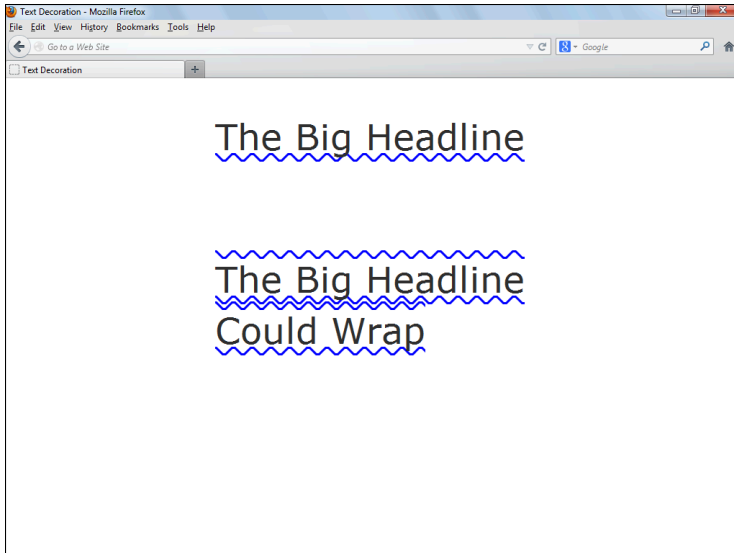 Text Decoration - Mozilla Firefox
File Edit View History Bookmarks Tools Help
Go to a Web Site
Google
Text Decoration
The Big Headline
The Big Headline
Could Wrap